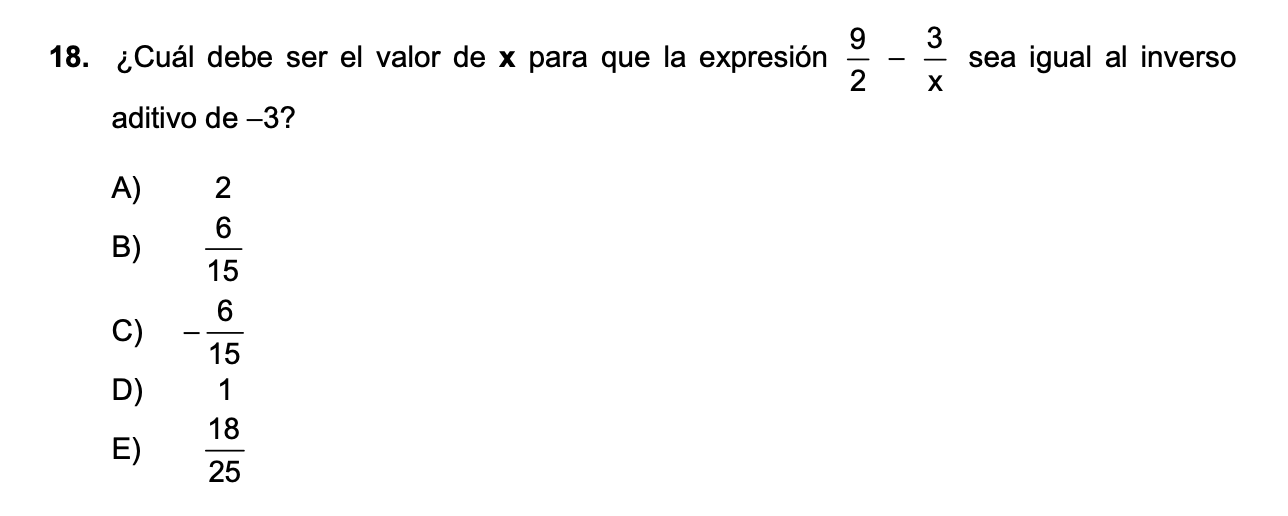 18. ¿Cuál debe ser el valor de x para que la expresión 9/2 – 3/x sea igual al inverso
aditivo de –3?
A) 2
B) 6/15
C) –6/15
D) 1
E) 18/25